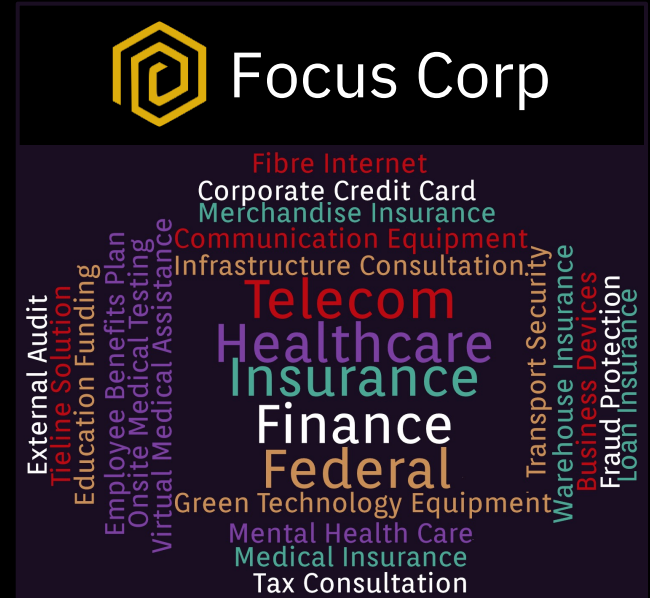 Focus Corp
Fibre Internet
Corporate Credit Card
Merchandise Insurance
Communication Equipment
Infrastructure Consultation
Telecom
Healthcare
Insurance
Finance
Federal
Green Technology Equipment
Mental Health Care
Medical Insurance
Tax Consultation
External Audit
Tieline Solution
Education Funding
Employee Benefits Plan
Onsite Medical Testing
Virtual Medical Assistance
Transport Security
Warehouse Insurance
Business Devices
Fraud Protection
Loan Insurance